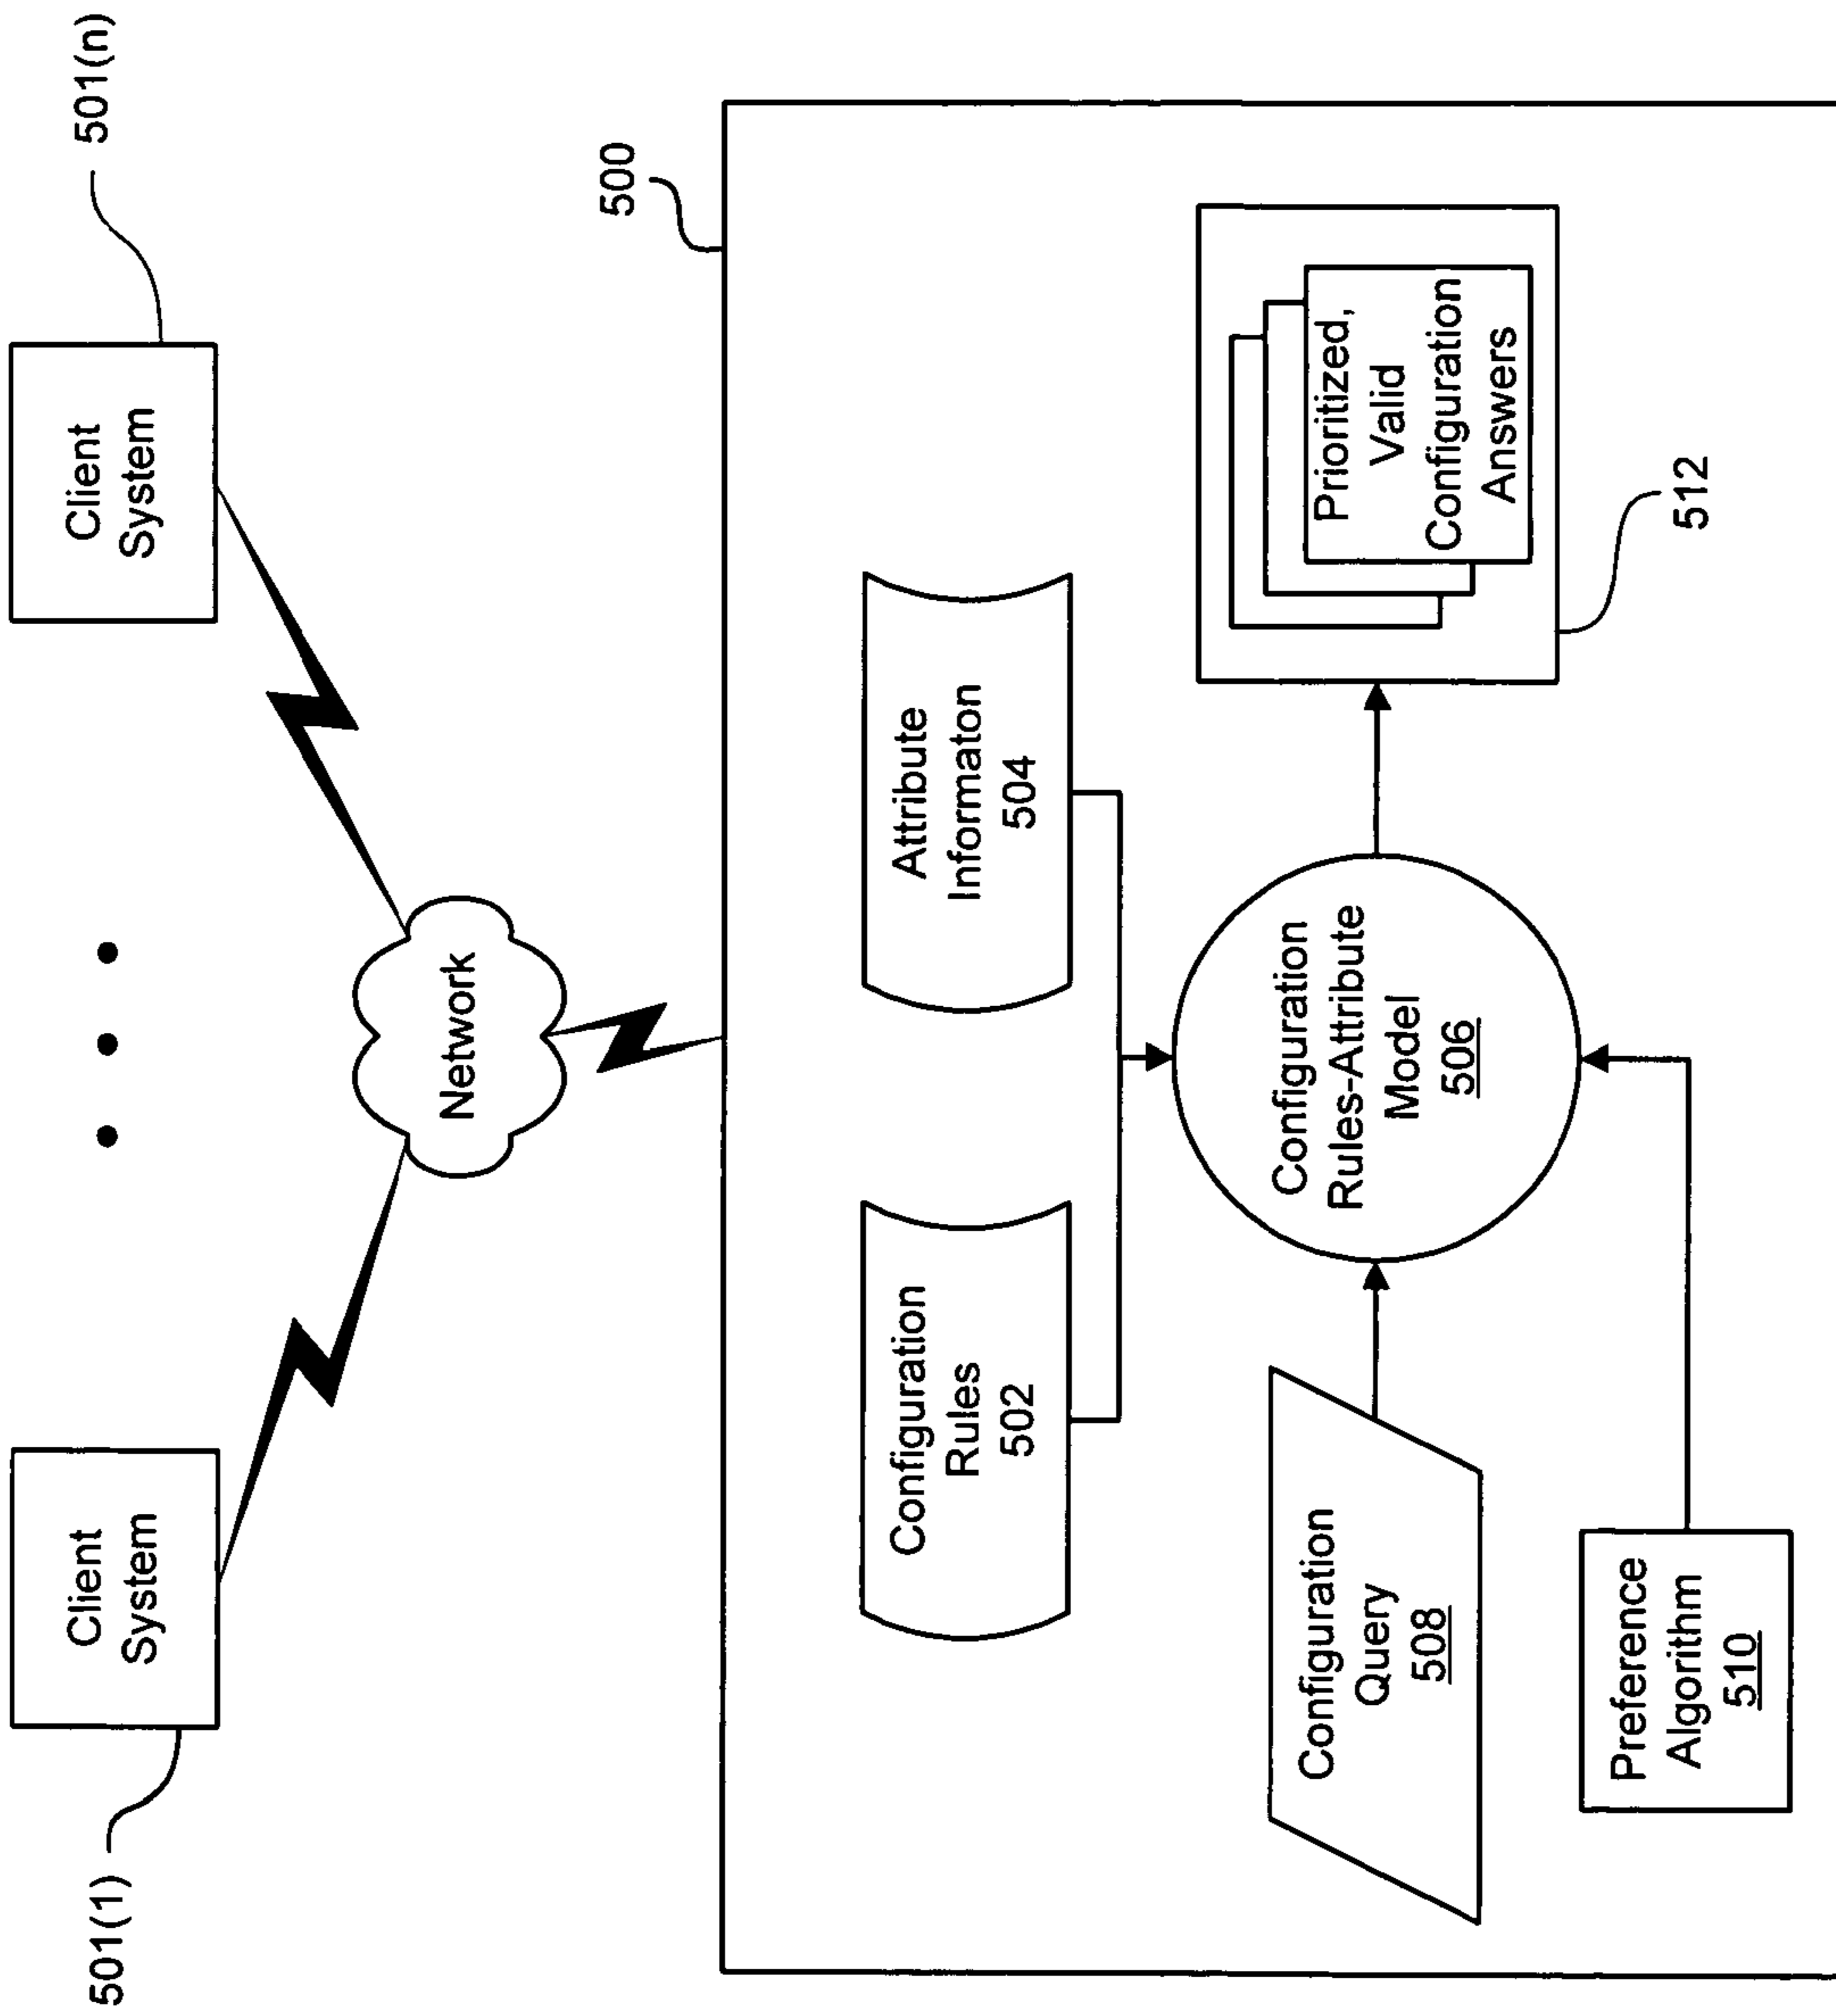 501(1)
Client
System
Client
System
501(n)
Network
500
Configuration
Rules
502
Attribute
Informaton
504
Configuration
Query
508
Configuration
Rules-Attribute
Model
506
Prioritized,
Valid
Configuration
Answers
512
Preference
Algorithm
510